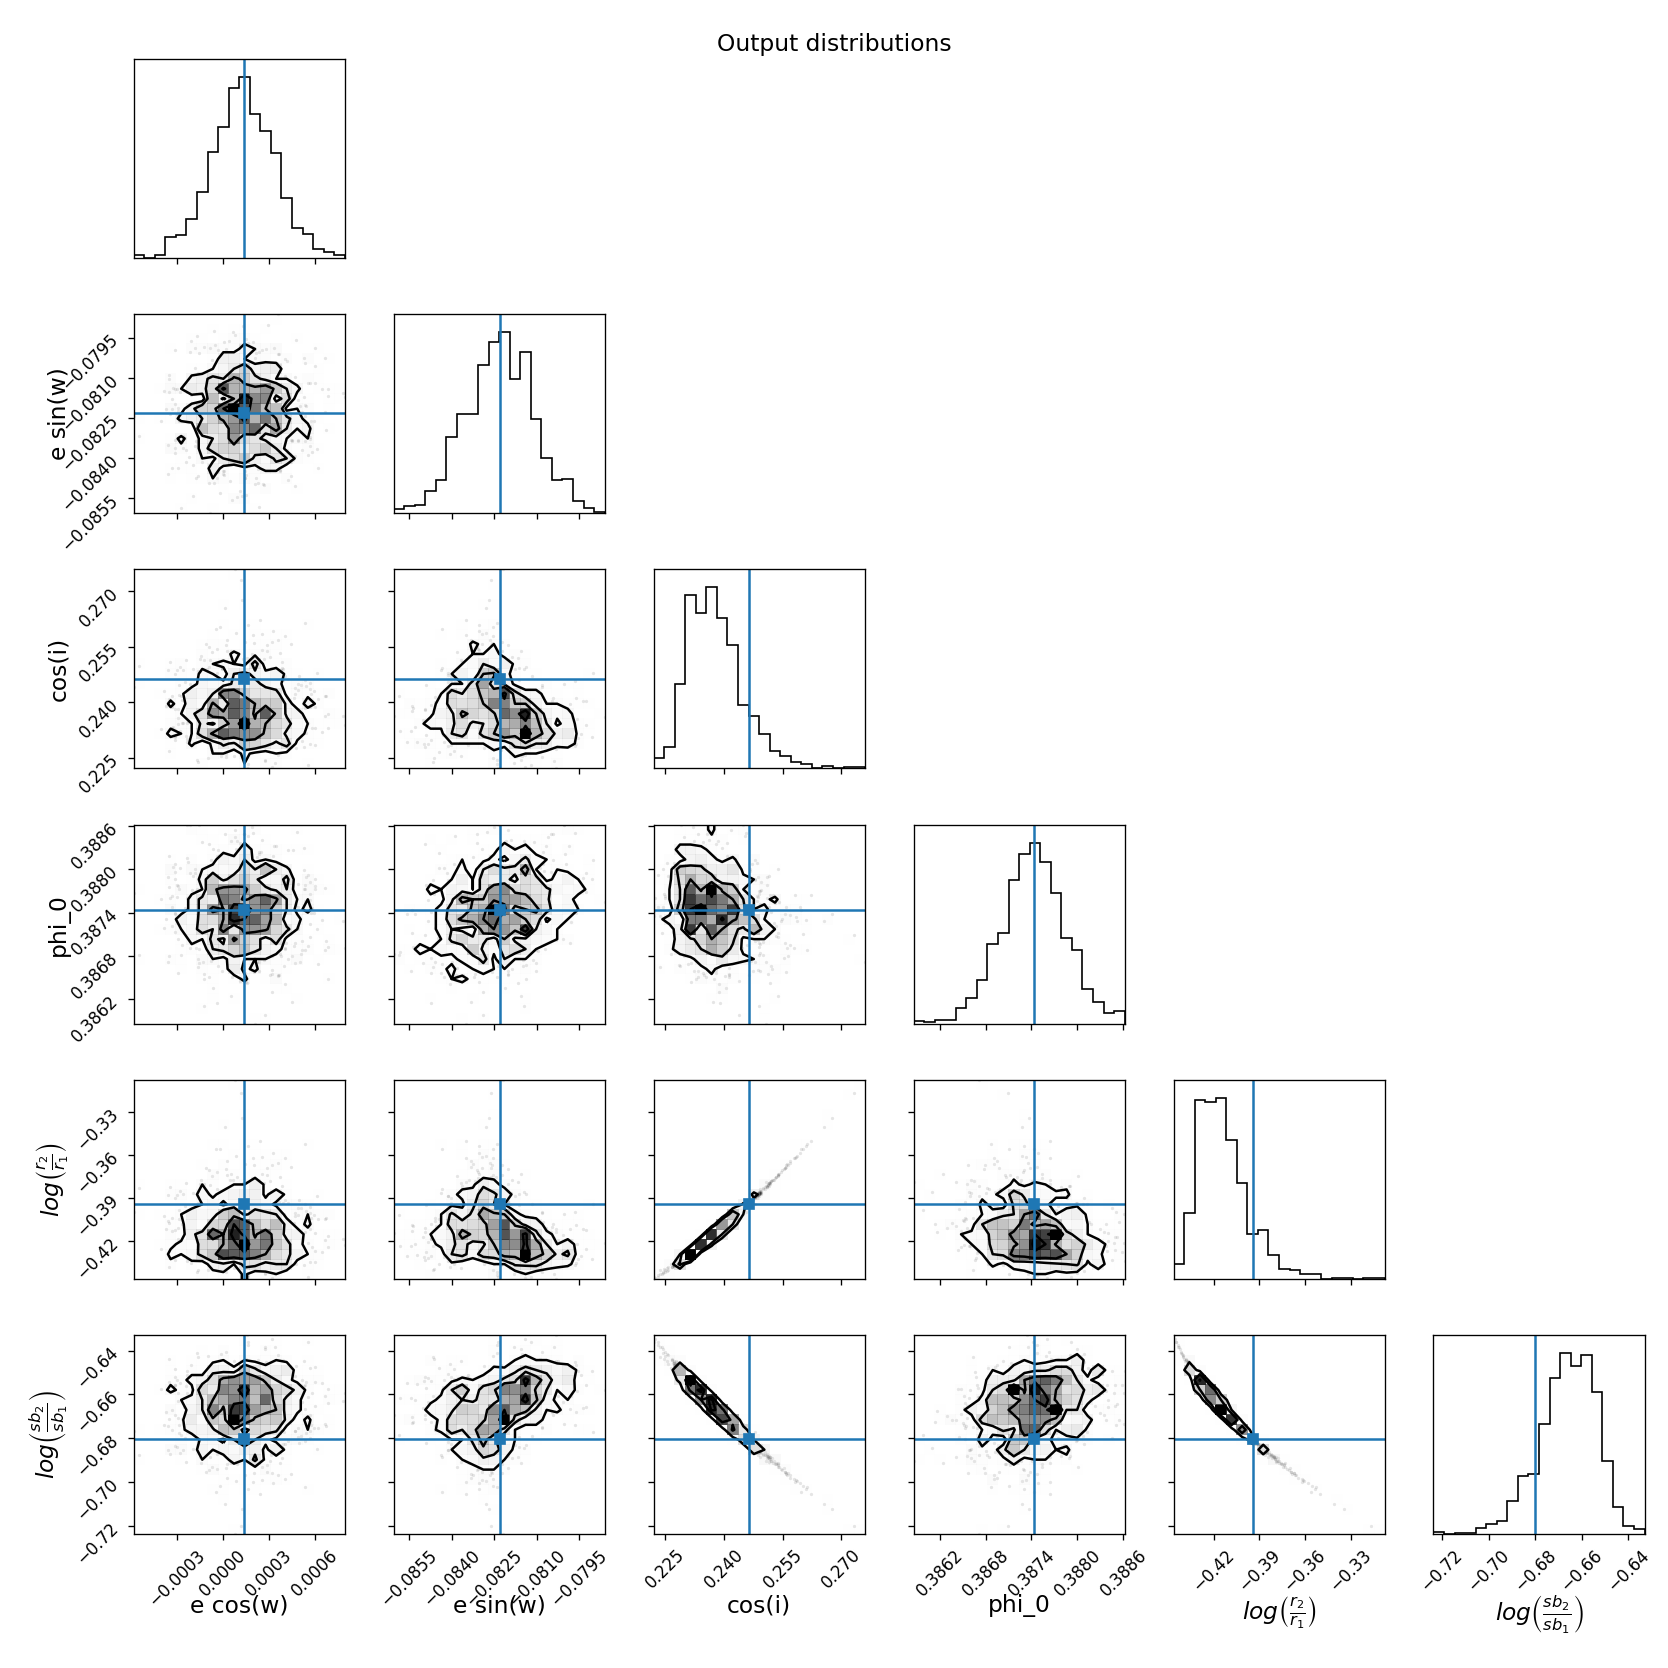 Output distributions
e sin(w)
−0.0795
−0.0810
−0.0825
−0.0840
−0.0855
cos(i)
0.270
0.255
0.240
0.225
phi_0
0.3886
0.3880
0.3874
0.3868
0.3862
log(r2/r1)
−0.33
−0.36
−0.39
−0.42
log(sb2/sb1)
−0.64
−0.66
−0.68
−0.70
−0.72
−0.0003 0.0000 0.0003 0.0006
−0.0855 −0.0840 −0.0825 −0.0810 −0.0795
0.225 0.240 0.255 0.270
0.3862 0.3868 0.3874 0.3880 0.3886
−0.42 −0.39 −0.36 −0.33
−0.72 −0.70 −0.68 −0.66 −0.64
e cos(w) e sin(w) cos(i) phi_0 log(r2/r1) log(sb2/sb1)